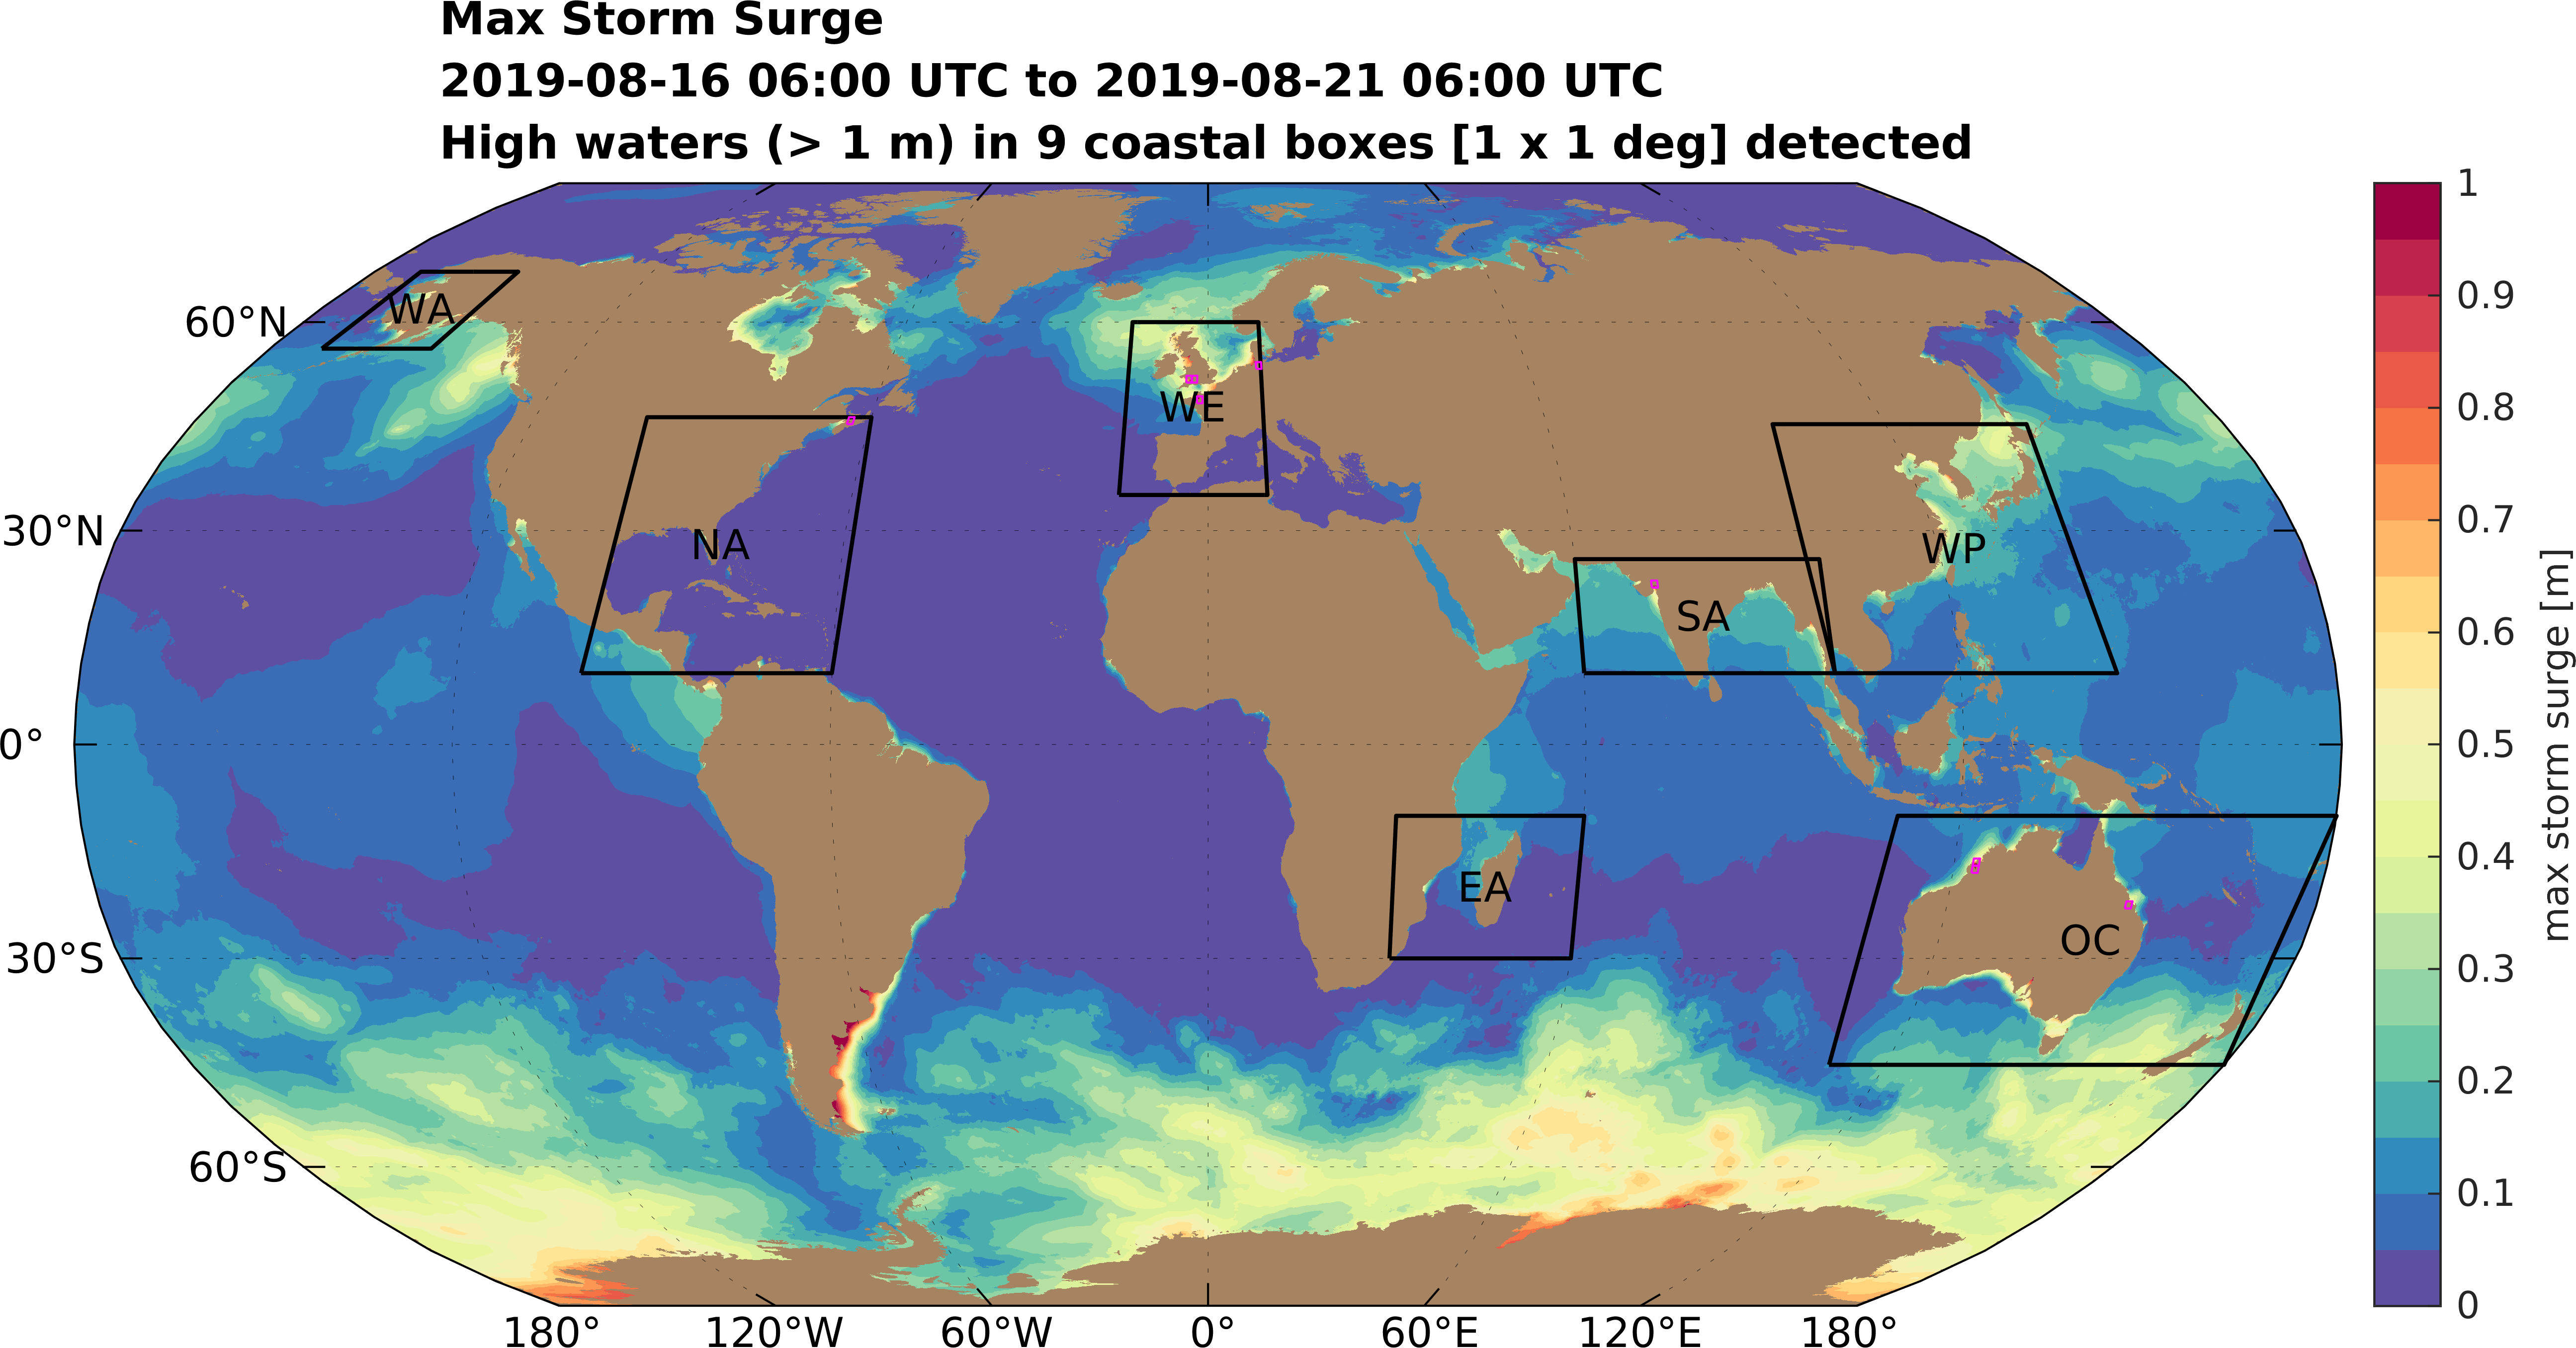 Max Storm Surge
2019-08-16 06:00 UTC to 2019-08-21 06:00 UTC
High waters (> 1 m) in 9 coastal boxes [1 x 1 deg] detected
60°N
30°N
0°
30°S
60°S
WA
NA
WE
SA
WP
EA
OC
180°
120°W
60°W
0°
60°E
120°E
180°
1
0.9
0.8
0.7
0.6
0.5
0.4
0.3
0.2
0.1
0
max storm surge [m]